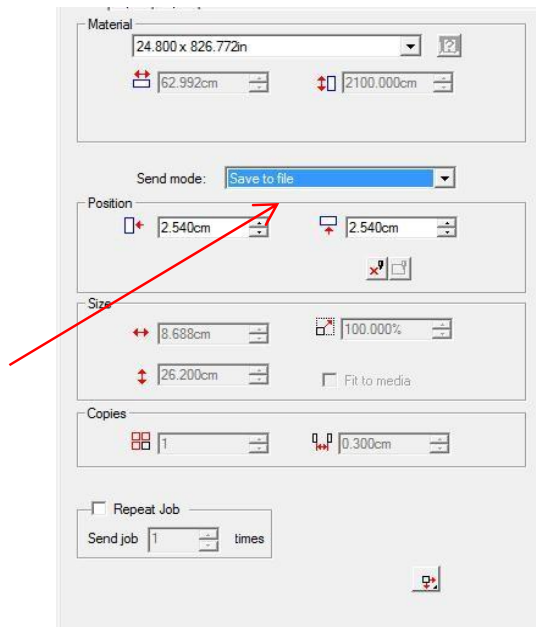 Material
24.800 x 826.772in
62.992cm 2100.000cm
Send mode: Save to file
Position
2.540cm 2.540cm
Size
8.688cm 100.000%
26.200cm Fit to media
Copies
1 0.300cm
Repeat Job
Send job 1 times